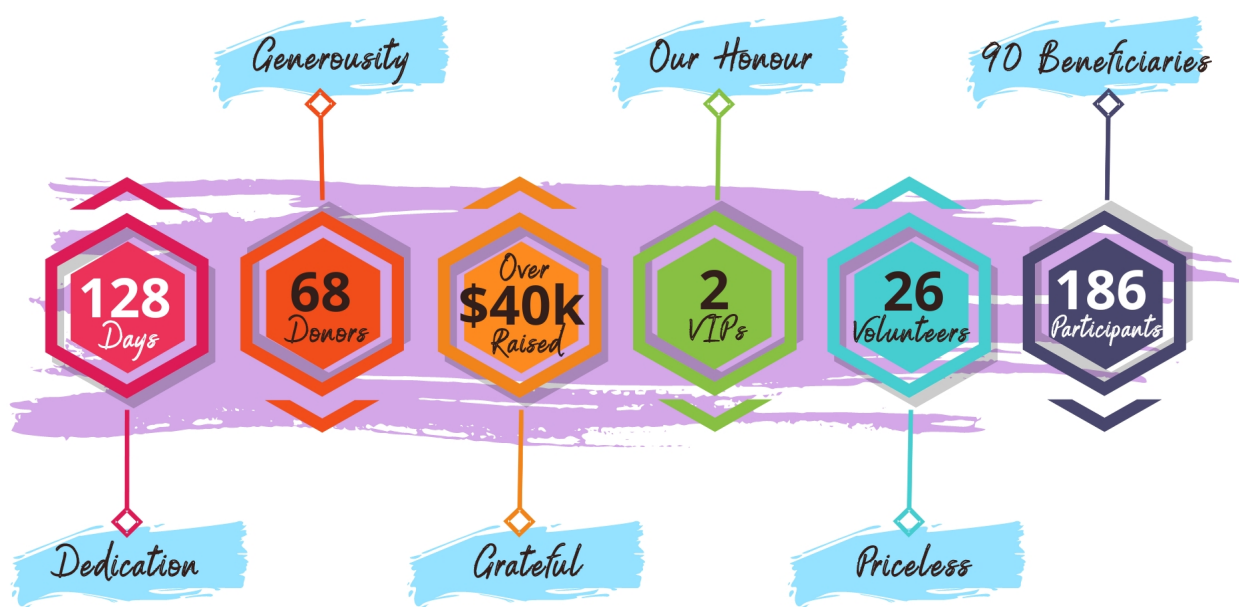 Generousity
Our Honour
90 Beneficiaries
128
Days
68
Donors
Over
$40k
Raised
2
VIPs
26
Volunteers
186
Participants
Dedication
Grateful
Priceless